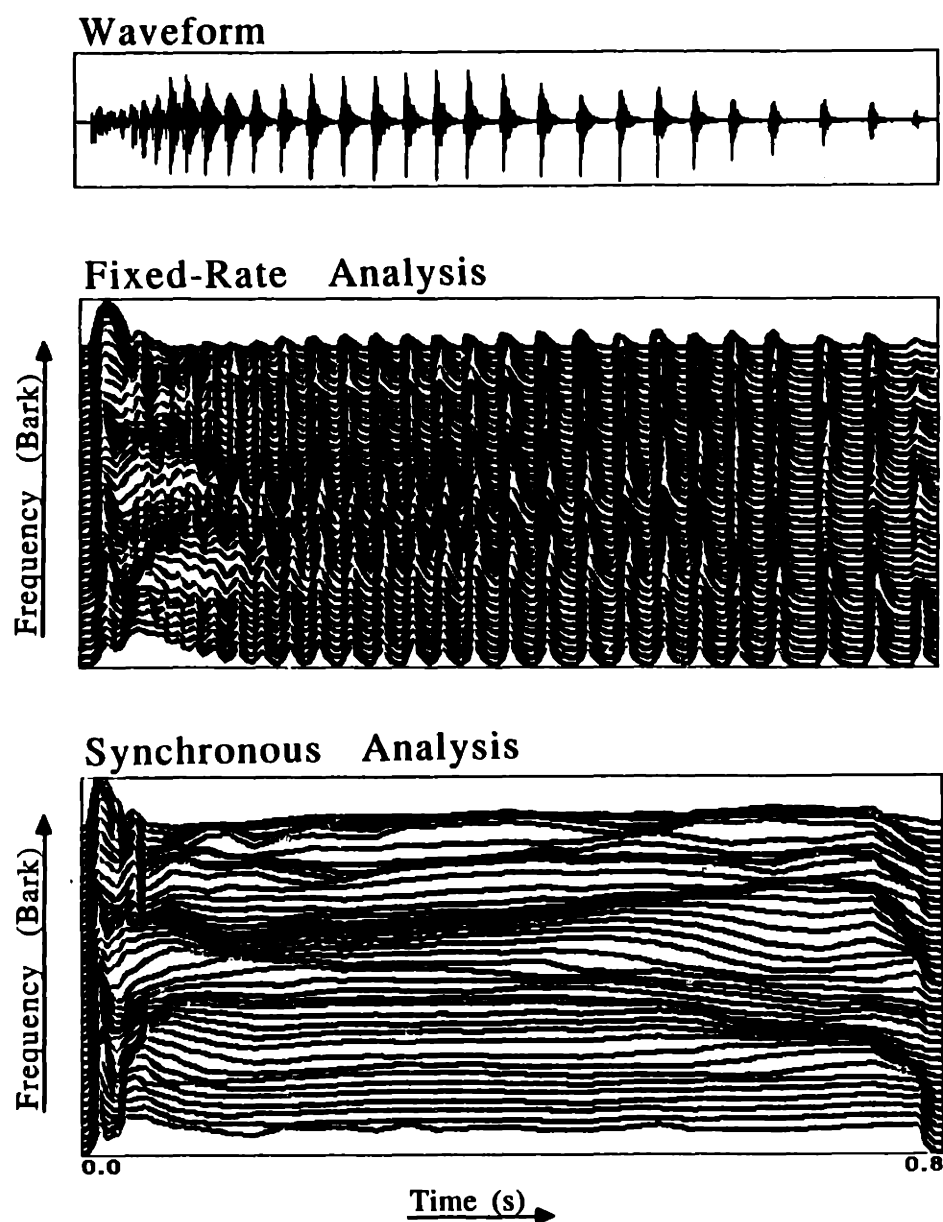 Waveform
Fixed-Rate Analysis
Frequency (Bark)
Synchronous Analysis
Frequency (Bark)
0.0
0.8
Time (s)